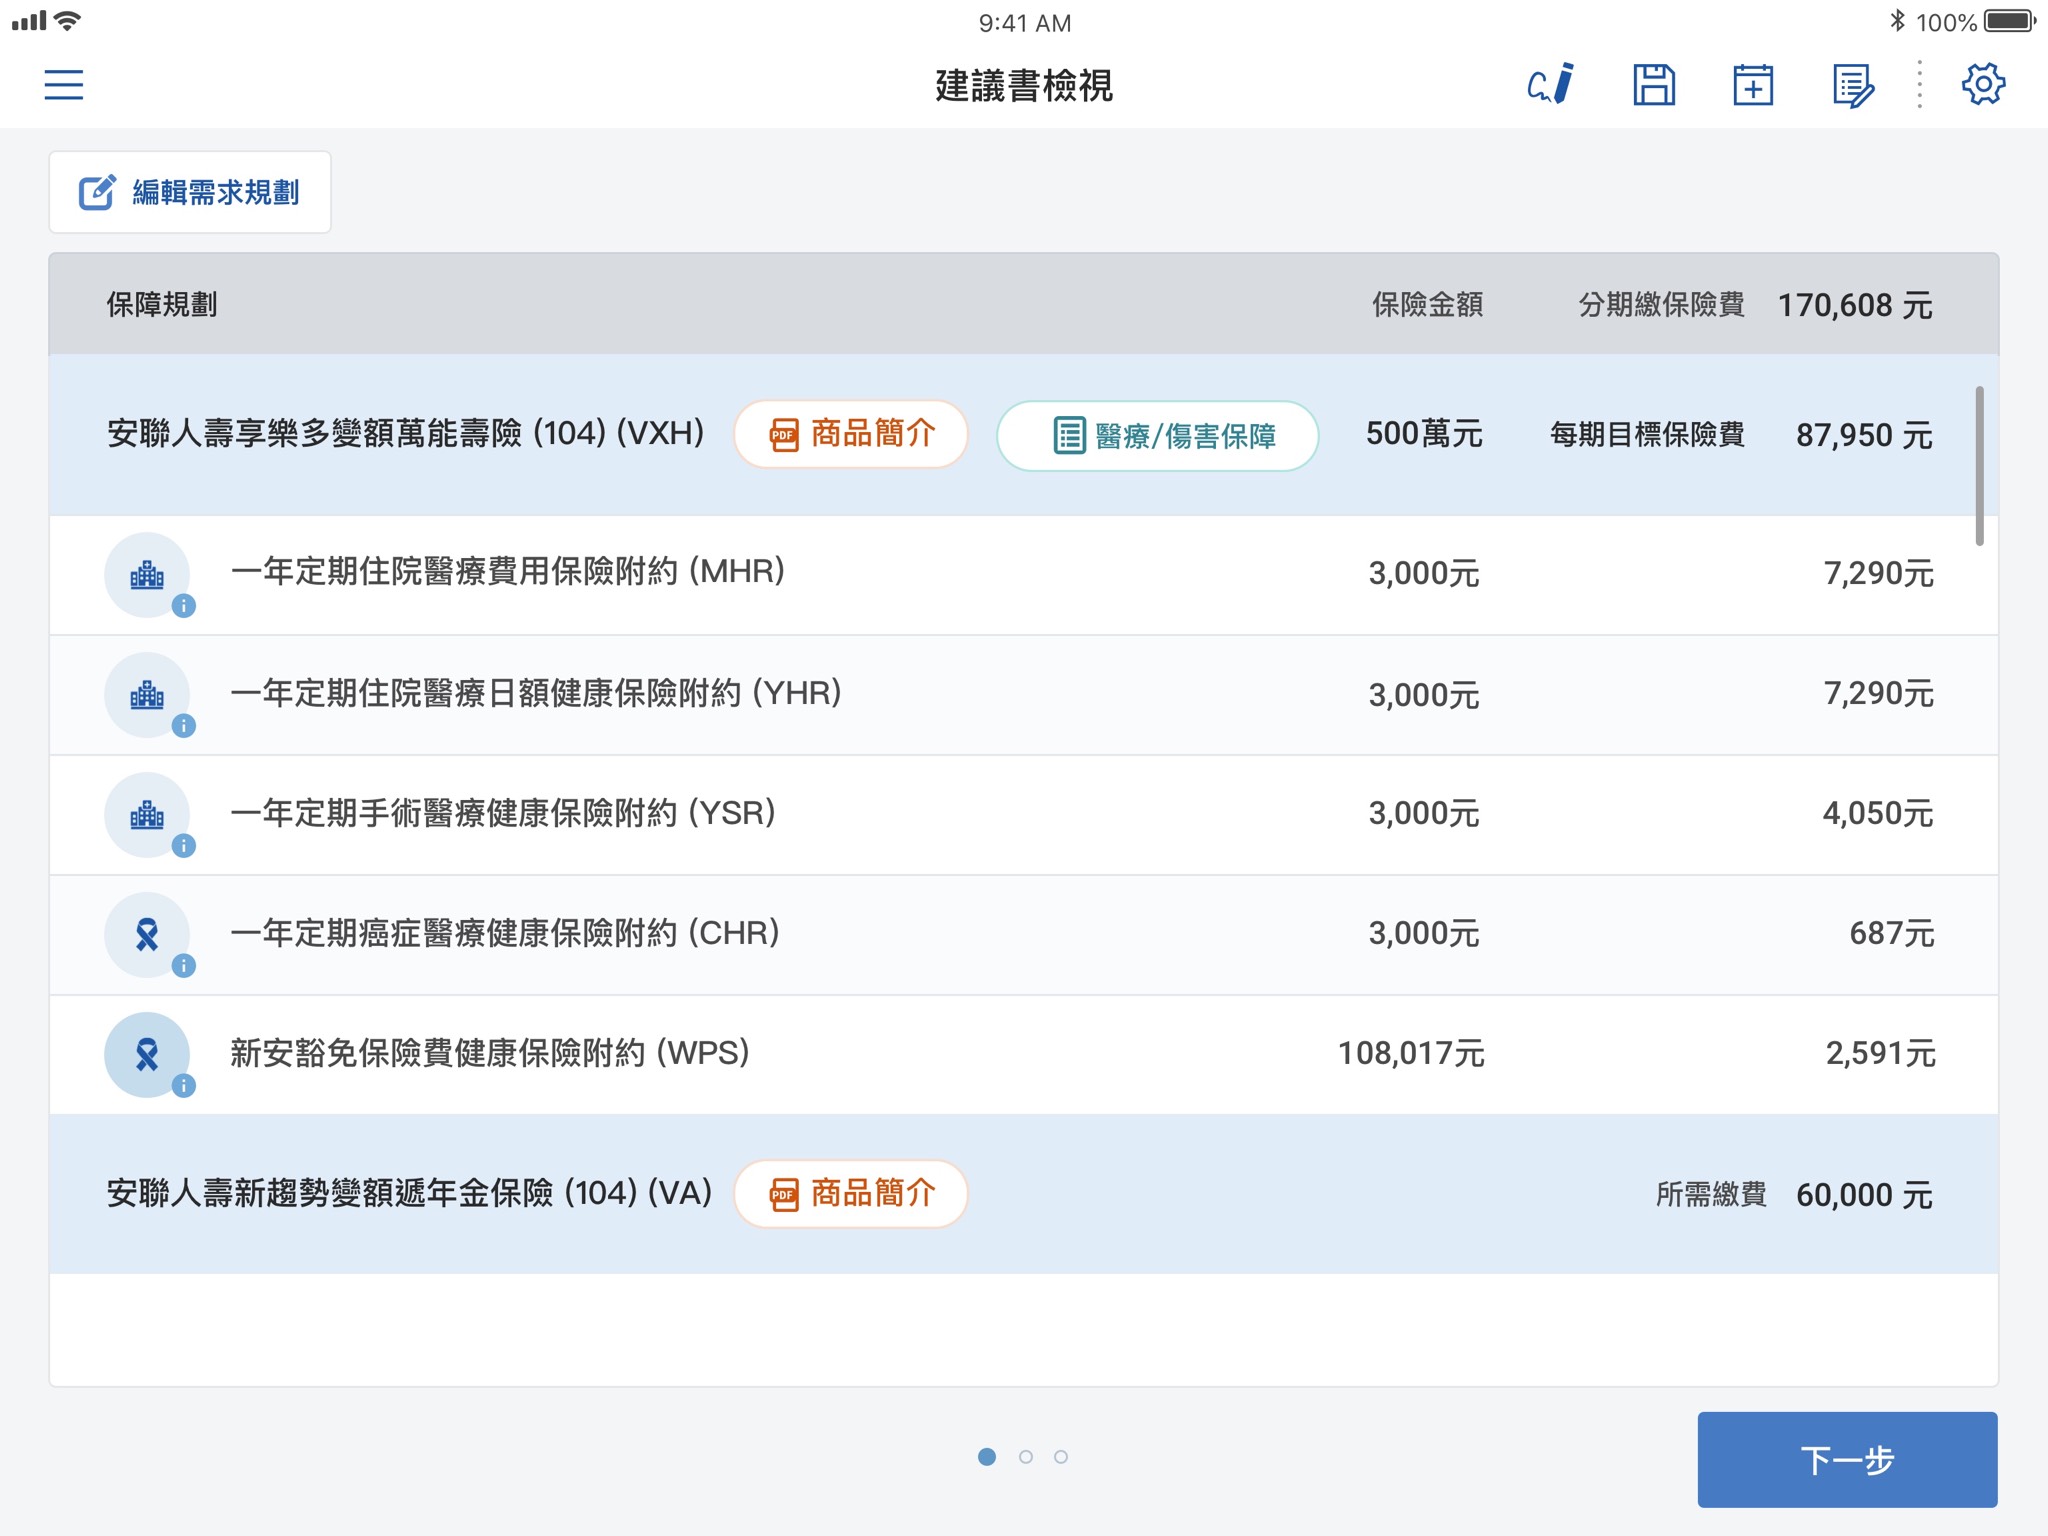 9:41 AM
100%
建議書檢視
編輯需求規劃
保障規劃 保險金額 分期繳保險費 170,608 元
安聯人壽享樂多變額萬能壽險 (104) (VXH) PDF 商品簡介 醫療/傷害保障 500萬元 每期目標保險費 87,950 元
一年定期住院醫療費用保險附約 (MHR) 3,000元 7,290元
一年定期住院醫療日額健康保險附約 (YHR) 3,000元 7,290元
一年定期手術醫療健康保險附約 (YSR) 3,000元 4,050元
一年定期癌症醫療健康保險附約 (CHR) 3,000元 687元
新安豁免保險費健康保險附約 (WPS) 108,017元 2,591元
安聯人壽新趨勢變額遞年金保險 (104) (VA) PDF 商品簡介 所需繳費 60,000 元
下一步